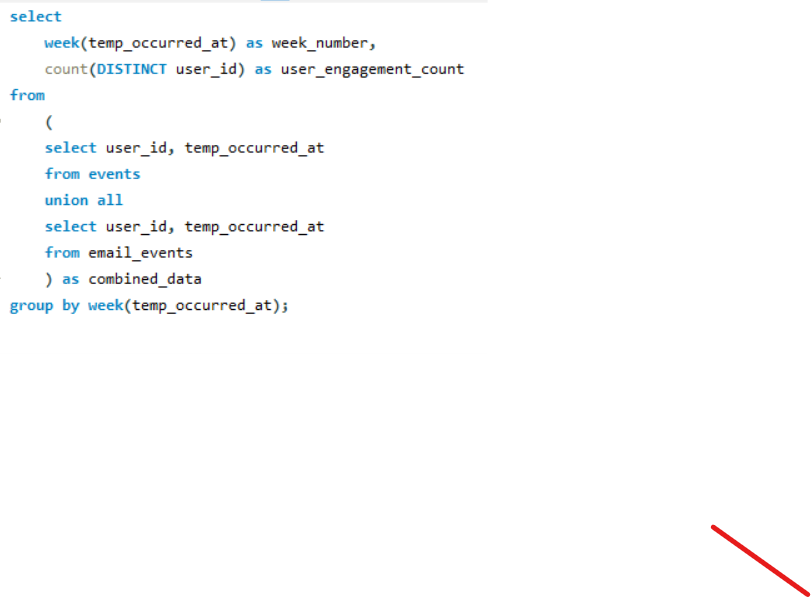 select
week(temp_occurred_at) as week_number,
count(DISTINCT user_id) as user_engagement_count
from
(
select user_id, temp_occurred_at
from events
union all
select user_id, temp_occurred_at
from email_events
) as combined_data
group by week(temp_occurred_at);